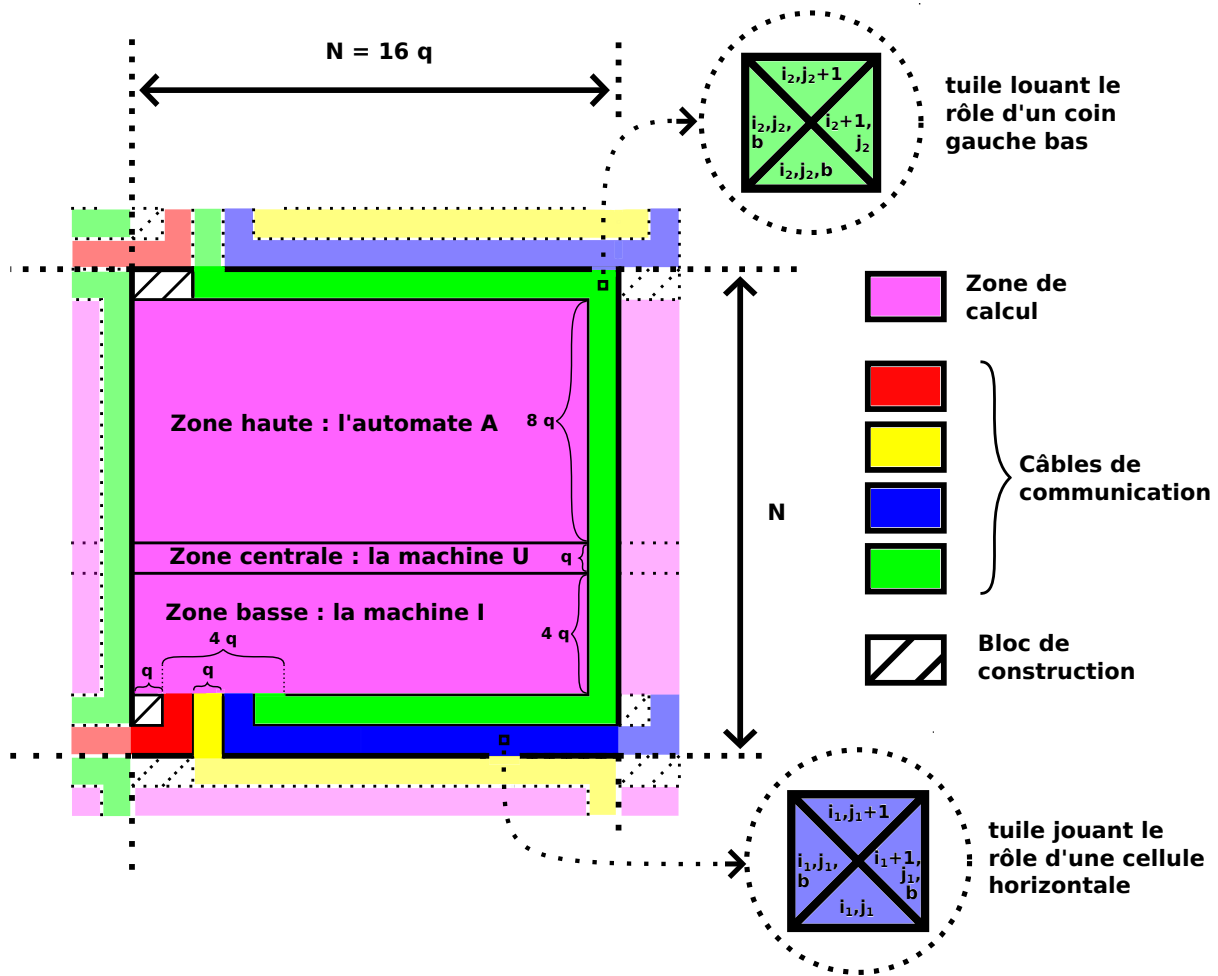 N = 16 q
i₂,j₂+1
i₂,j₂,
b
i₂+1,
j₂
i₂,j₂,b
tuile louant le
rôle d'un coin
gauche bas
Zone de
calcul
Zone haute : l'automate A
8 q
Câbles de
communication
N
Zone centrale : la machine U
q
Zone basse : la machine I
4 q
4 q
q
q
Bloc de
construction
i₁,j₁+1
i₁,j₁,
b
i₁+1,
j₁,
b
i₁,j₁
tuile jouant le
rôle d'une cellule
horizontale